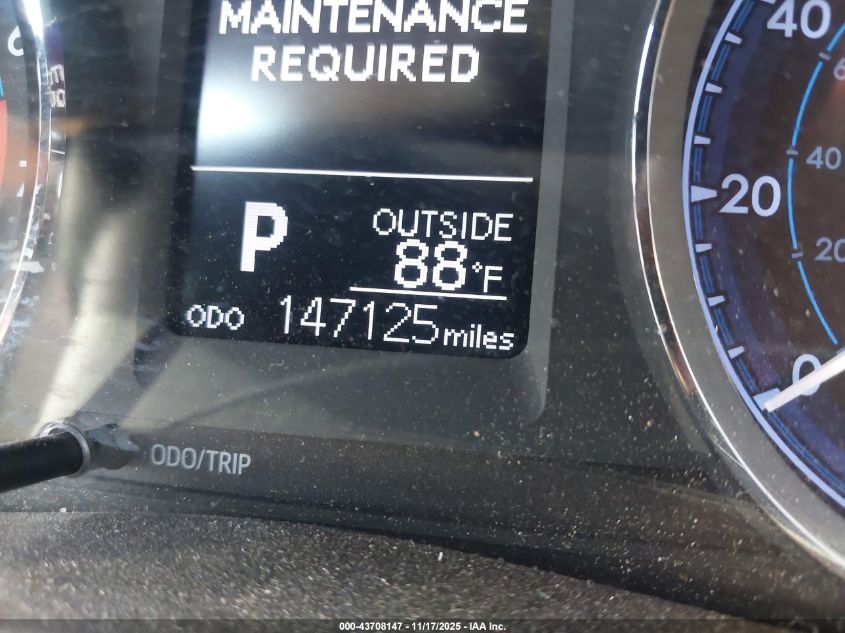 MAINTENANCE
REQUIRED
P
OUTSIDE
88°F
ODO 147125 miles
ODO/TRIP
40
20
0
6
40
20
000-43708147 - 11/17/2025 - IAA Inc.